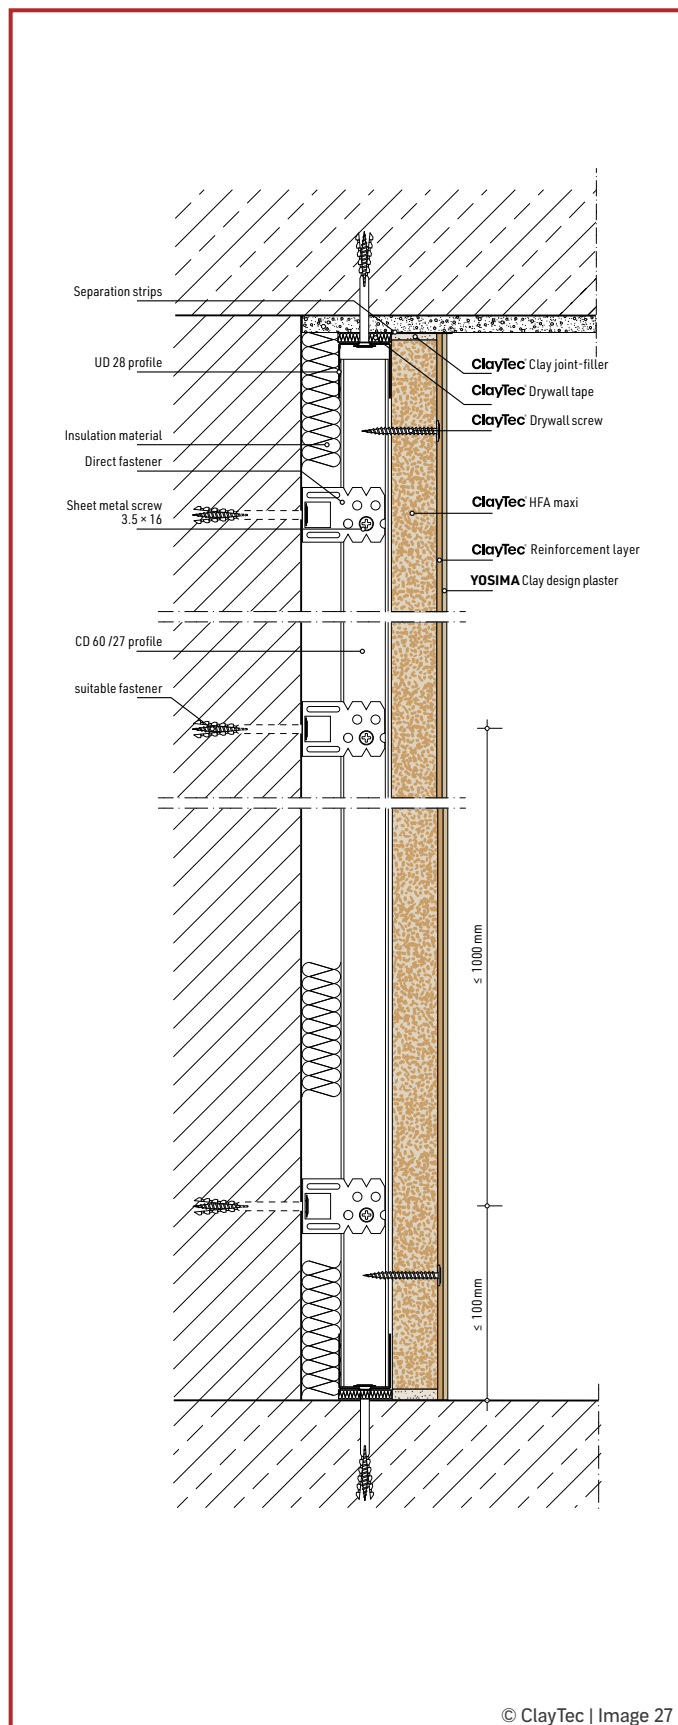 Separation strips
UD 28 profile
ClayTec® Clay joint-filler
ClayTec® Drywall tape
ClayTec® Drywall screw
Insulation material
Direct fastener
Sheet metal screw
3.5 × 16
ClayTec® HFA maxi
ClayTec® Reinforcement layer
YOSIMA Clay design plaster
CD 60 /27 profile
suitable fastener
≤ 1000 mm
≤ 100 mm
© ClayTec | Image 27